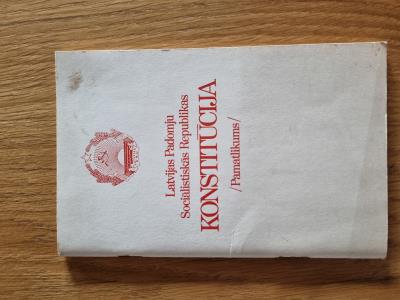 Latvijas Padomju
Sociālistiskās Republikas
KONSTITŪCIJA
/Pamatlikums/